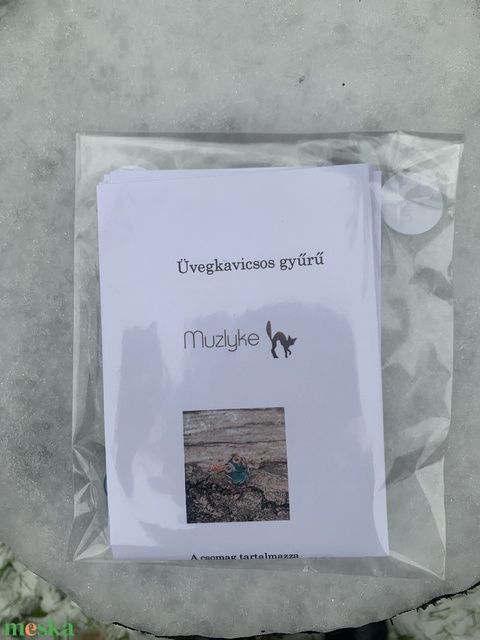 Üvegkavicsos gyűrű
Muzlyke
A csomag tartalmazza
meska